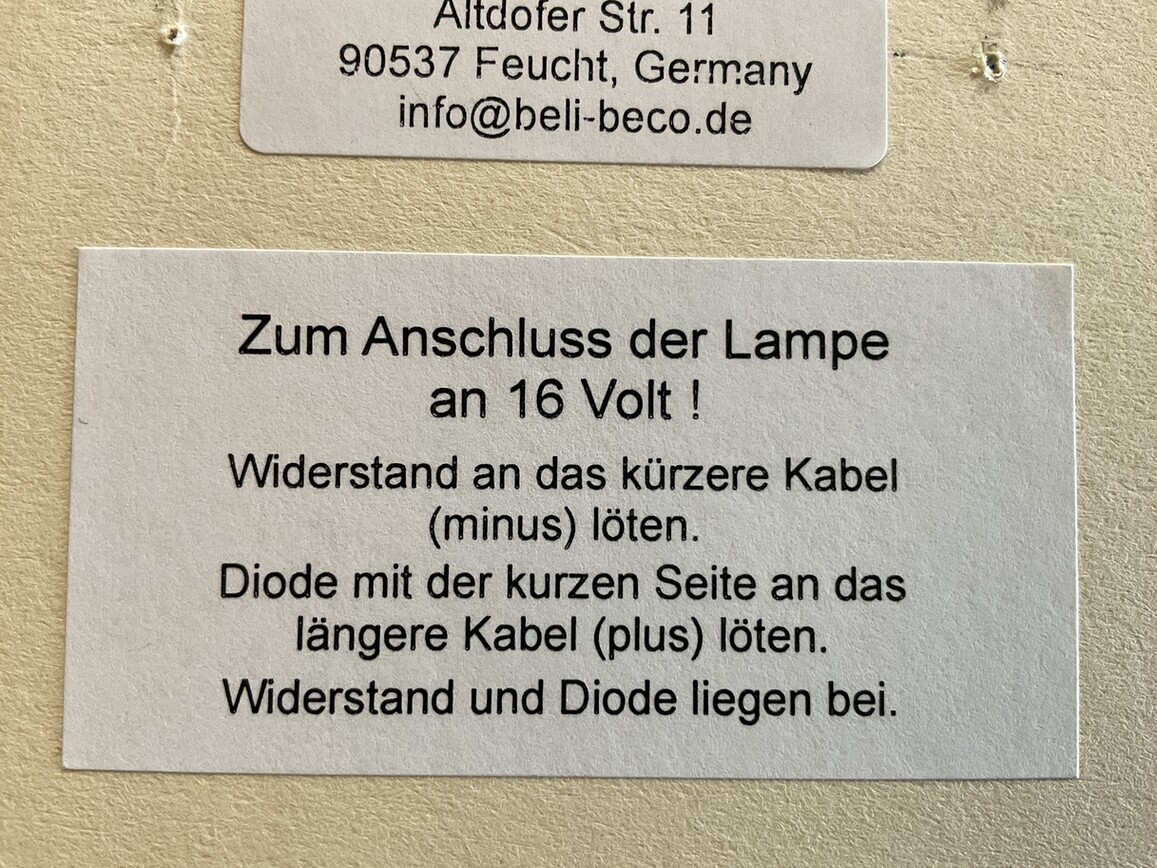 Altdofer Str. 11
90537 Feucht, Germany
info@beli-beco.de
Zum Anschluss der Lampe
an 16 Volt !
Widerstand an das kürzere Kabel
(minus) löten.
Diode mit der kurzen Seite an das
längere Kabel (plus) löten.
Widerstand und Diode liegen bei.